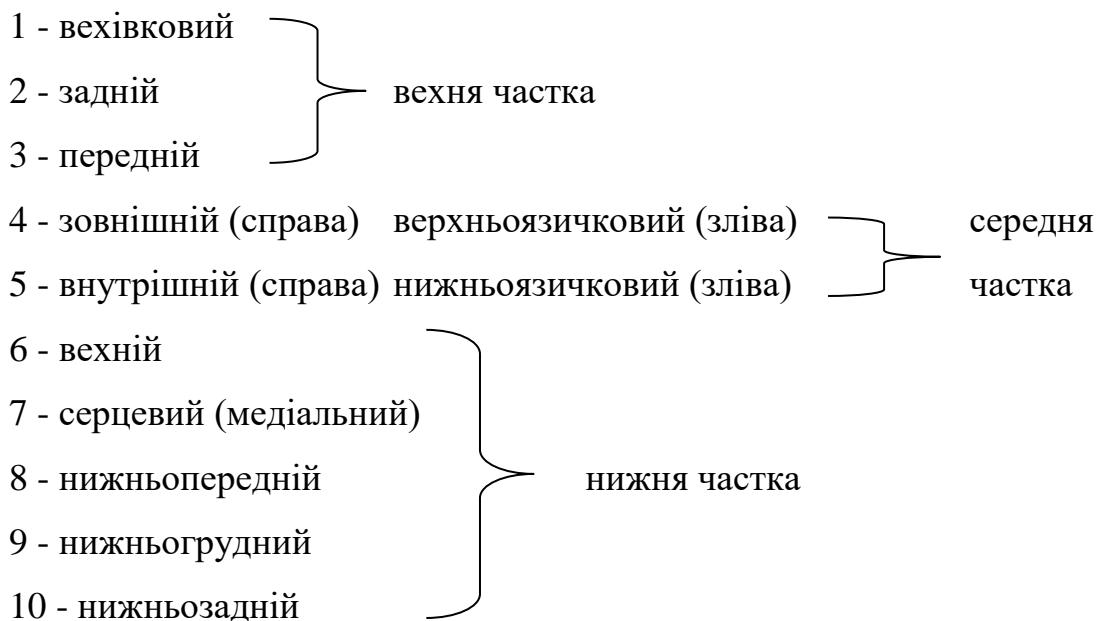 1 - вехівковий
2 - задній вехня частка
3 - передній
4 - зовнішній (справа) верхньоязичковий (зліва) середня
5 - внутрішній (справа) нижньоязичковий (зліва) частка
6 - вехній
7 - серцевий (медіальний)
8 - нижньопередній нижня частка
9 - нижньогрудний
10 - нижньозадній